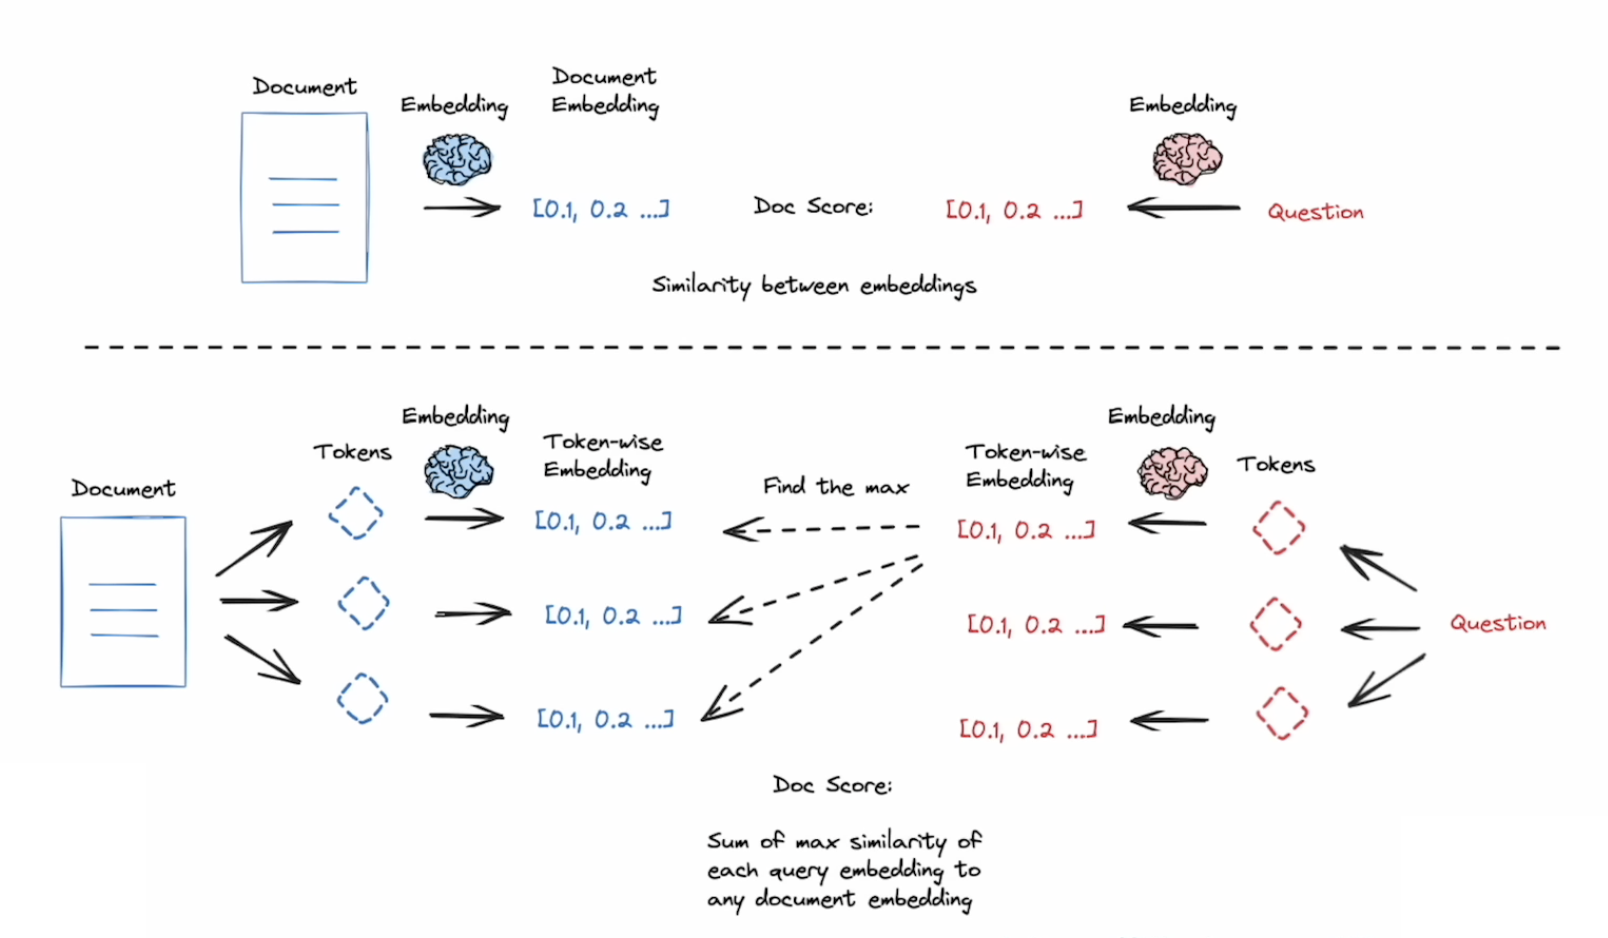 Document
Embedding
Document
Embedding
[0.1, 0.2 ...]
Doc Score:
[0.1, 0.2 ...]
Embedding
Question
Similarity between embeddings
Document
Tokens
Embedding
Token-wise
Embedding
[0.1, 0.2 ...]
[0.1, 0.2 ...]
[0.1, 0.2 ...]
Find the max
Token-wise
Embedding
[0.1, 0.2 ...]
[0.1, 0.2 ...]
[0.1, 0.2 ...]
Embedding
Tokens
Question
Doc Score:
Sum of max similarity of
each query embedding to
any document embedding